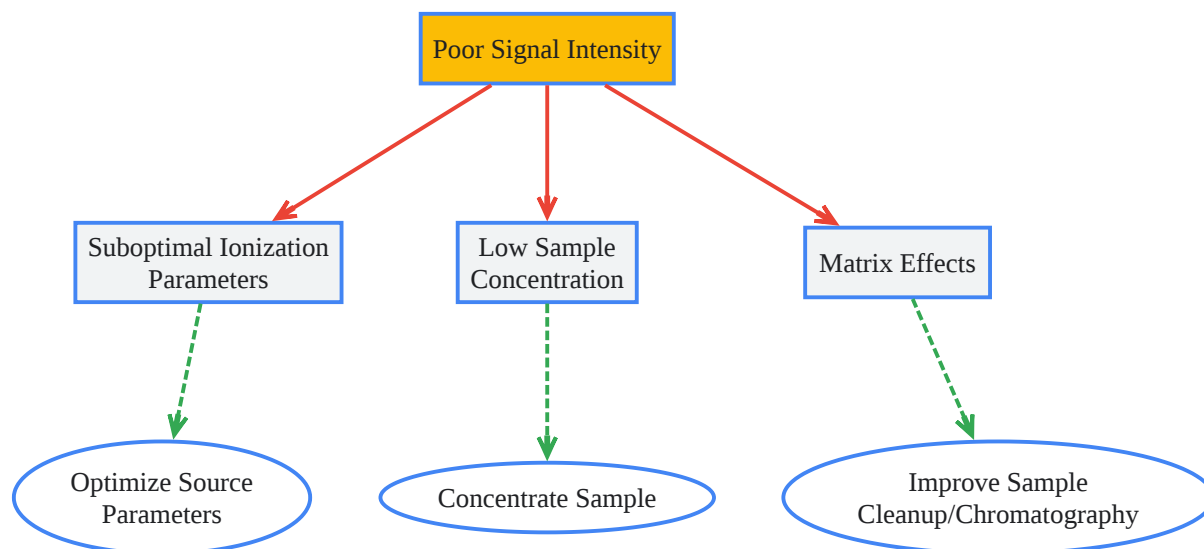 Poor Signal Intensity
Suboptimal Ionization
Parameters
Low Sample
Concentration
Matrix Effects
Optimize Source
Parameters
Concentrate Sample
Improve Sample
Cleanup/Chromatography